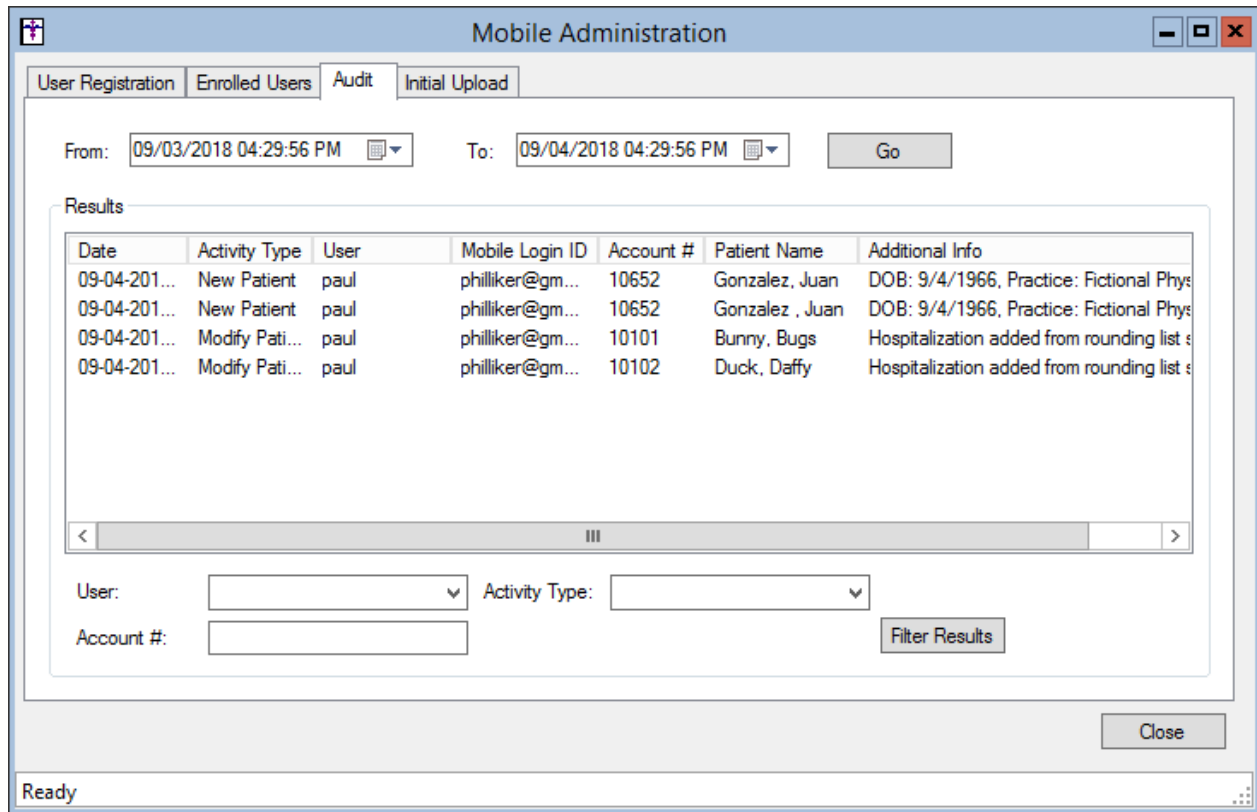 Mobile Administration
User Registration Enrolled Users Audit Initial Upload
From: 09/03/2018 04:29:56 PM To: 09/04/2018 04:29:56 PM Go
Results
Date Activity Type User Mobile Login ID Account # Patient Name Additional Info
09-04-201... New Patient paul philliker@gm... 10652 Gonzalez, Juan DOB: 9/4/1966, Practice: Fictional Phys
09-04-201... New Patient paul philliker@gm... 10652 Gonzalez , Juan DOB: 9/4/1966, Practice: Fictional Phys
09-04-201... Modify Pati... paul philliker@gm... 10101 Bunny, Bugs Hospitalization added from rounding list s
09-04-201... Modify Pati... paul philliker@gm... 10102 Duck, Daffy Hospitalization added from rounding list s
User: Activity Type:
Account #: Filter Results
Close
Ready